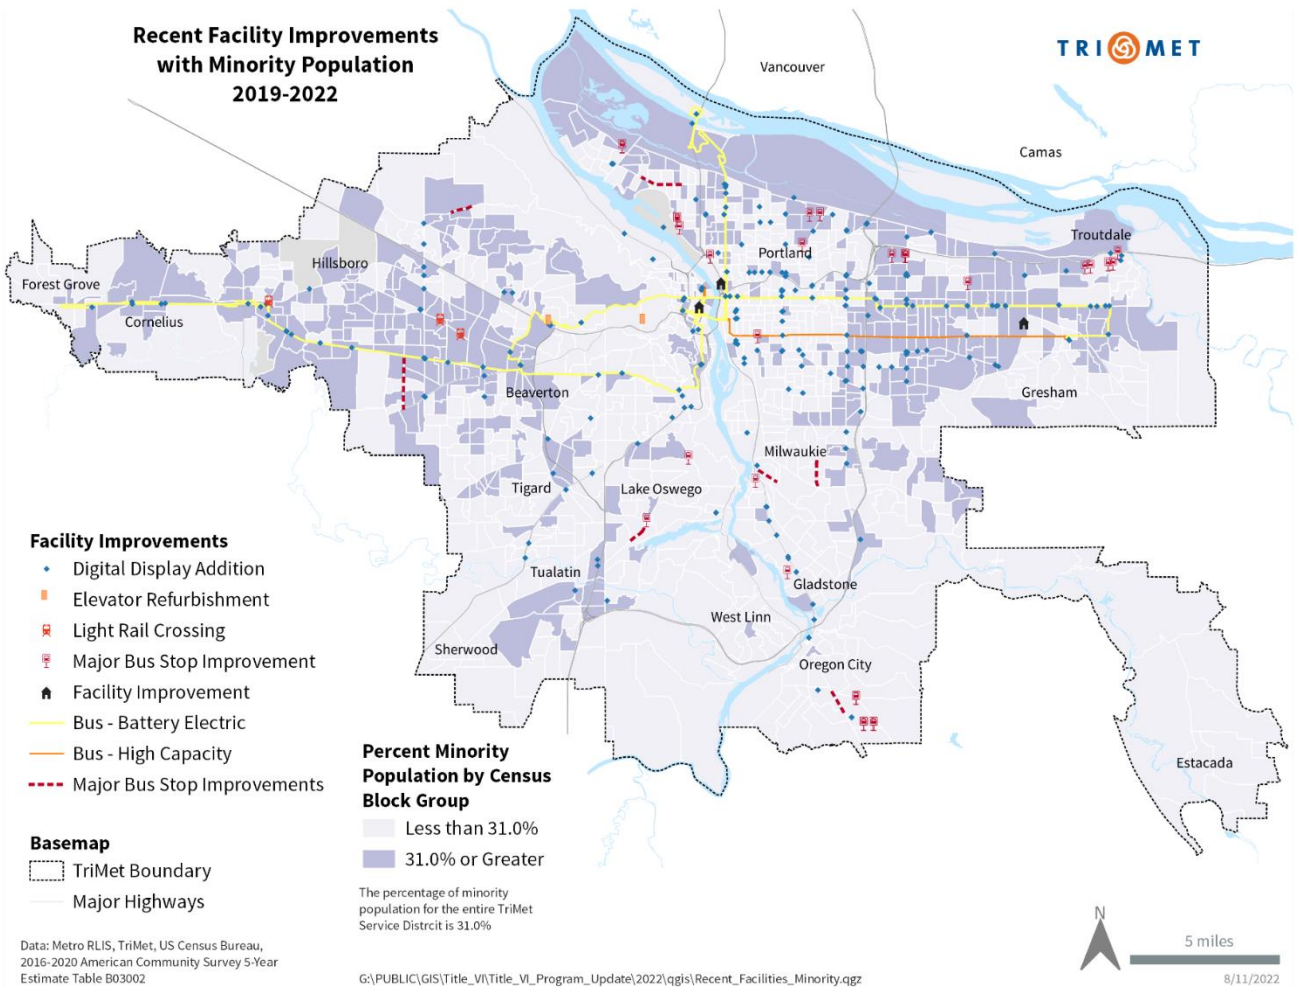 Recent Facility Improvements
with Minority Population
2019-2022
TRI MET
Vancouver
Camas
Troutdale
Portland
Hillsboro
Forest Grove
Cornelius
Beaverton
Gresham
Milwaukie
Tigard
Lake Oswego
Tualatin
Gladstone
West Linn
Sherwood
Oregon City
Estacada
Facility Improvements
Digital Display Addition
Elevator Refurbishment
Light Rail Crossing
Major Bus Stop Improvement
Facility Improvement
Bus - Battery Electric
Bus - High Capacity
Major Bus Stop Improvements
Basemap
TriMet Boundary
Major Highways
Data: Metro RLIS, TriMet, US Census Bureau,
2016-2020 American Community Survey 5-Year
Estimate Table B03002
Percent Minority
Population by Census
Block Group
Less than 31.0%
31.0% or Greater
The percentage of minority
population for the entire TriMet
Service Distrcit is 31.0%
G:\PUBLIC\GIS\Title_VI\Title_VI_Program_Update\2022\qgis\Recent_Facilities_Minority.qgz
N
5 miles
8/11/2022